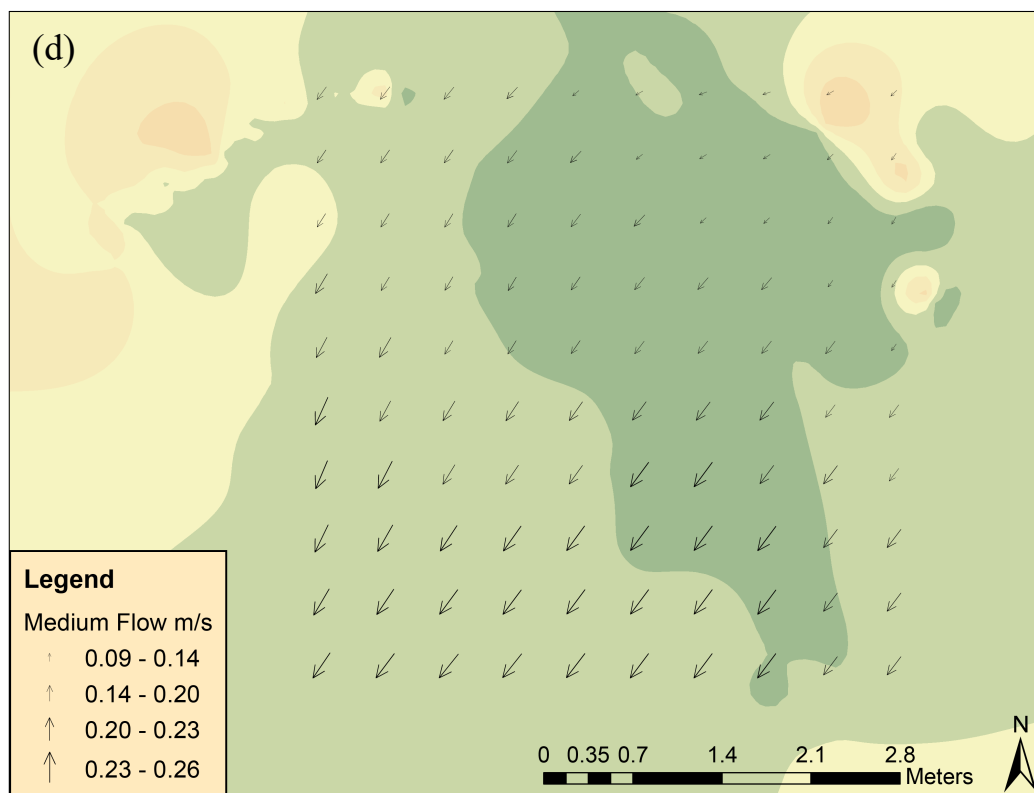 (d)
Legend
Medium Flow m/s
0.09 - 0.14
0.14 - 0.20
0.20 - 0.23
0.23 - 0.26
0 0.35 0.7 1.4 2.1 2.8
Meters
N